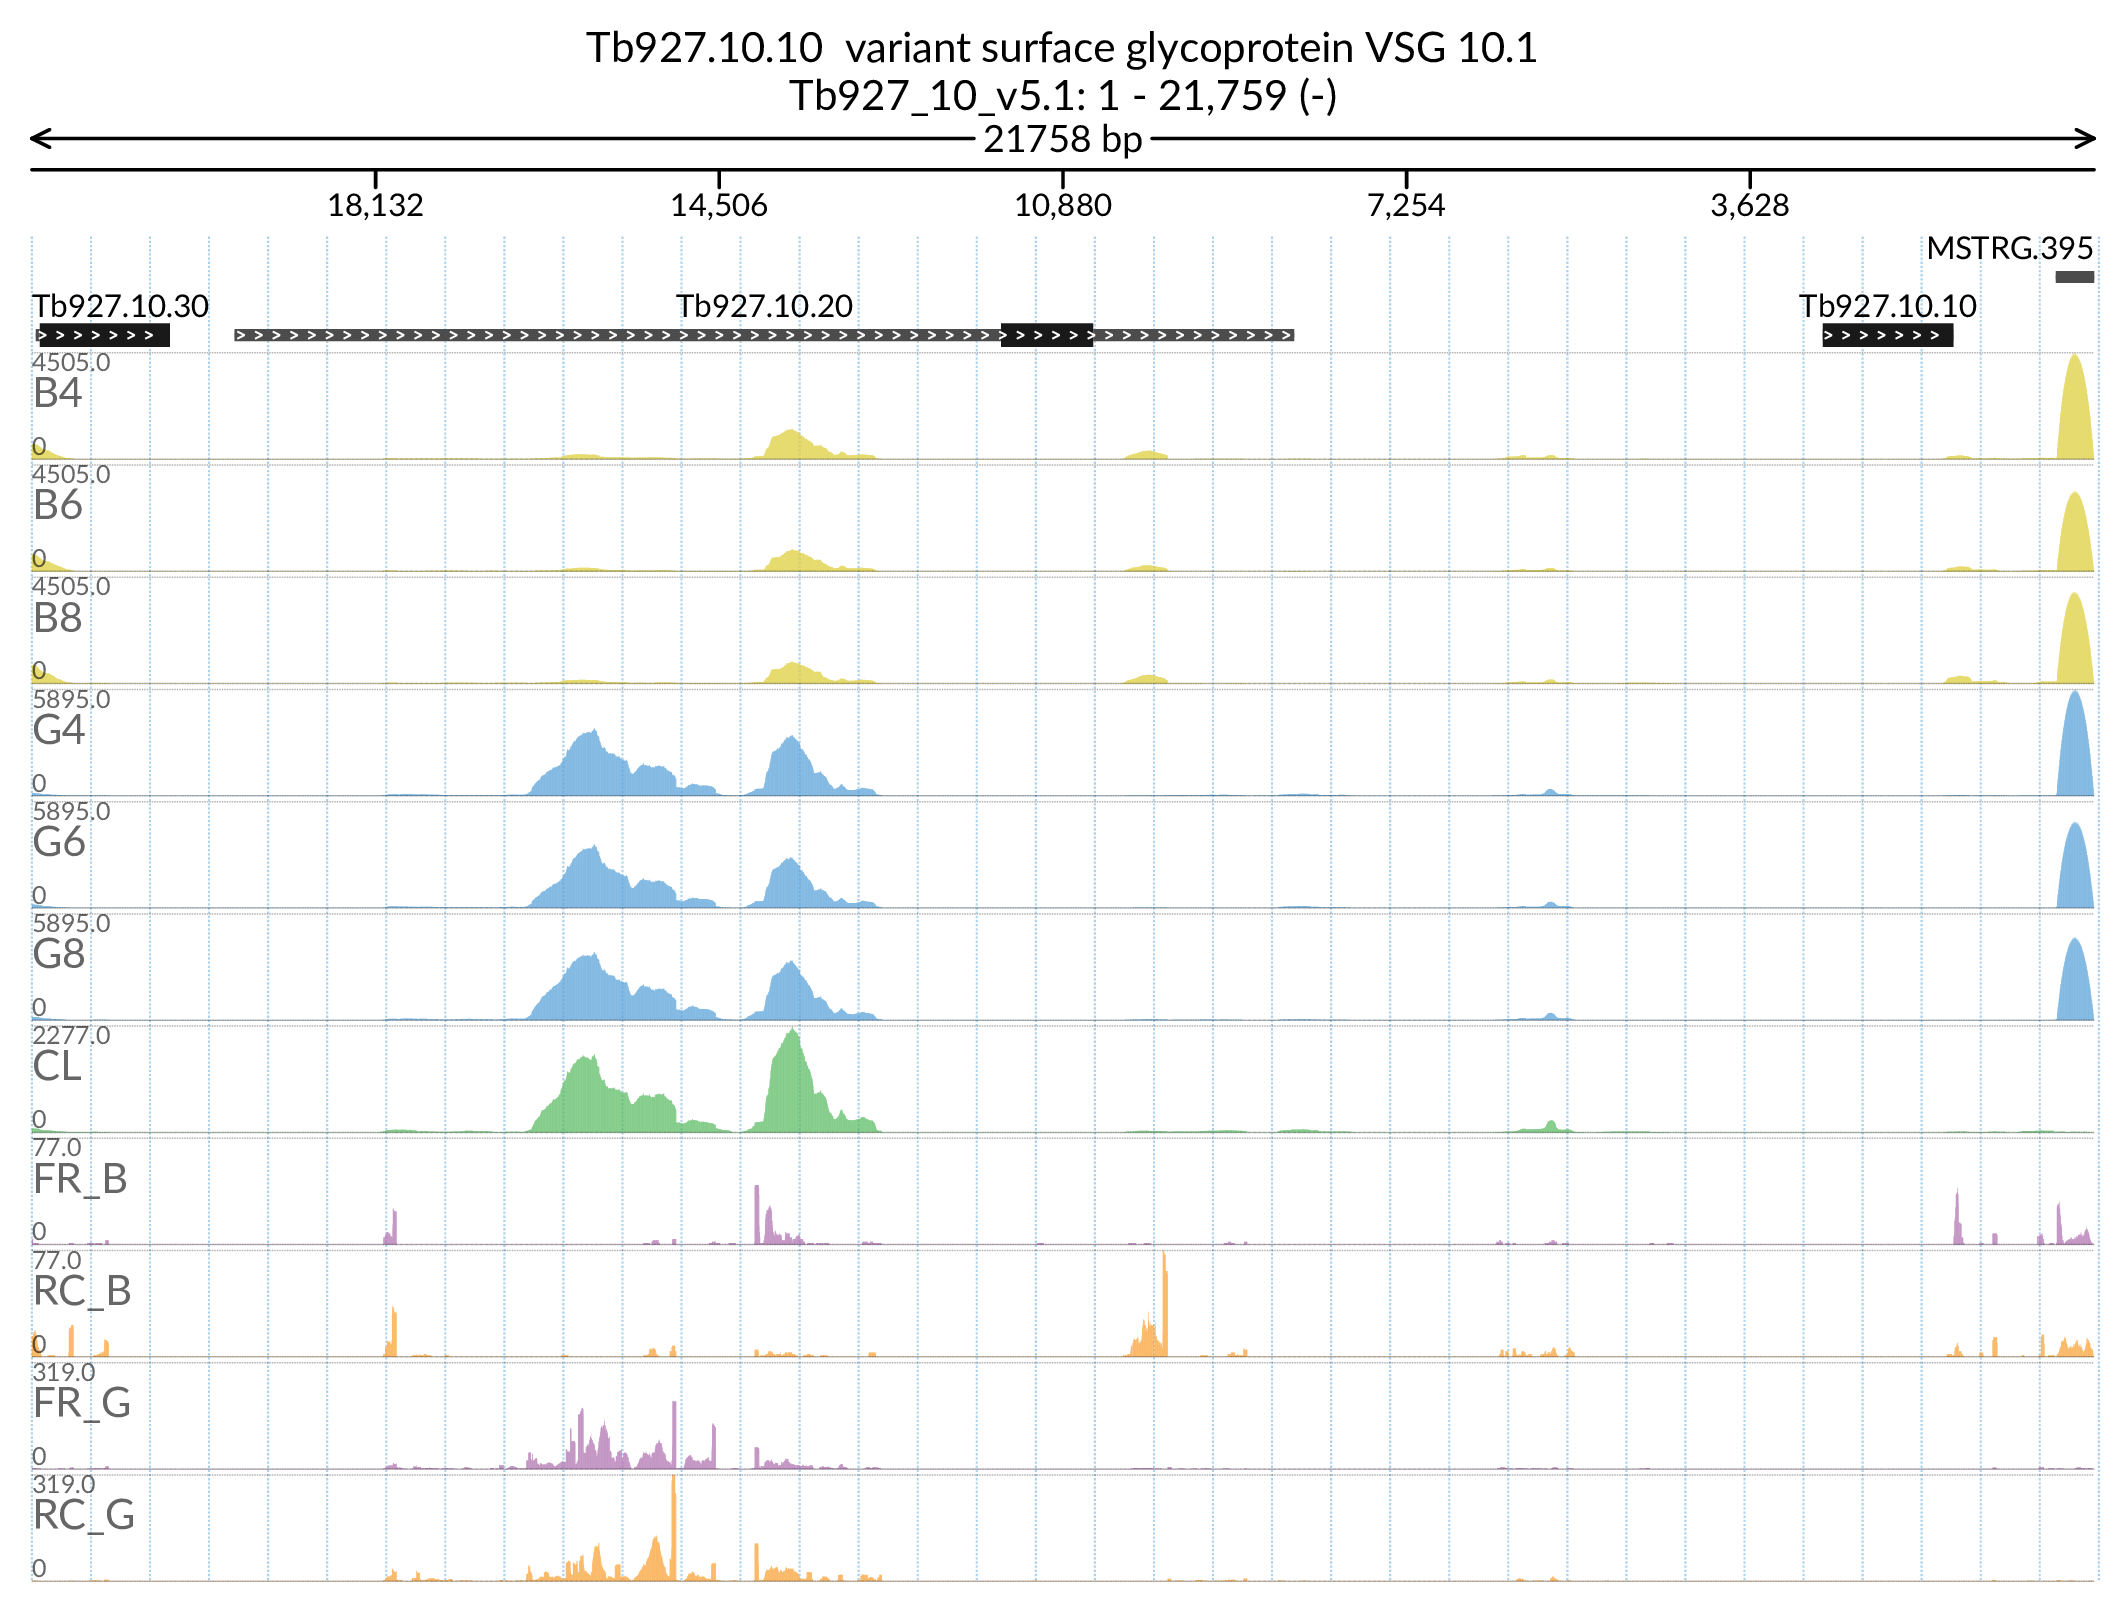 Tb927.10.10  variant surface glycoprotein VSG 10.1
Tb927_10_v5.1: 1 - 21,759 (-)
21758 bp
18,132 14,506 10,880 7,254 3,628
MSTRG.395
Tb927.10.30 Tb927.10.20 Tb927.10.10
4505.0
B4
0
4505.0
B6
0
4505.0
B8
0
5895.0
G4
0
5895.0
G6
0
5895.0
G8
0
2277.0
CL
0
77.0
FR_B
0
77.0
RC_B
0
319.0
FR_G
0
319.0
RC_G
0